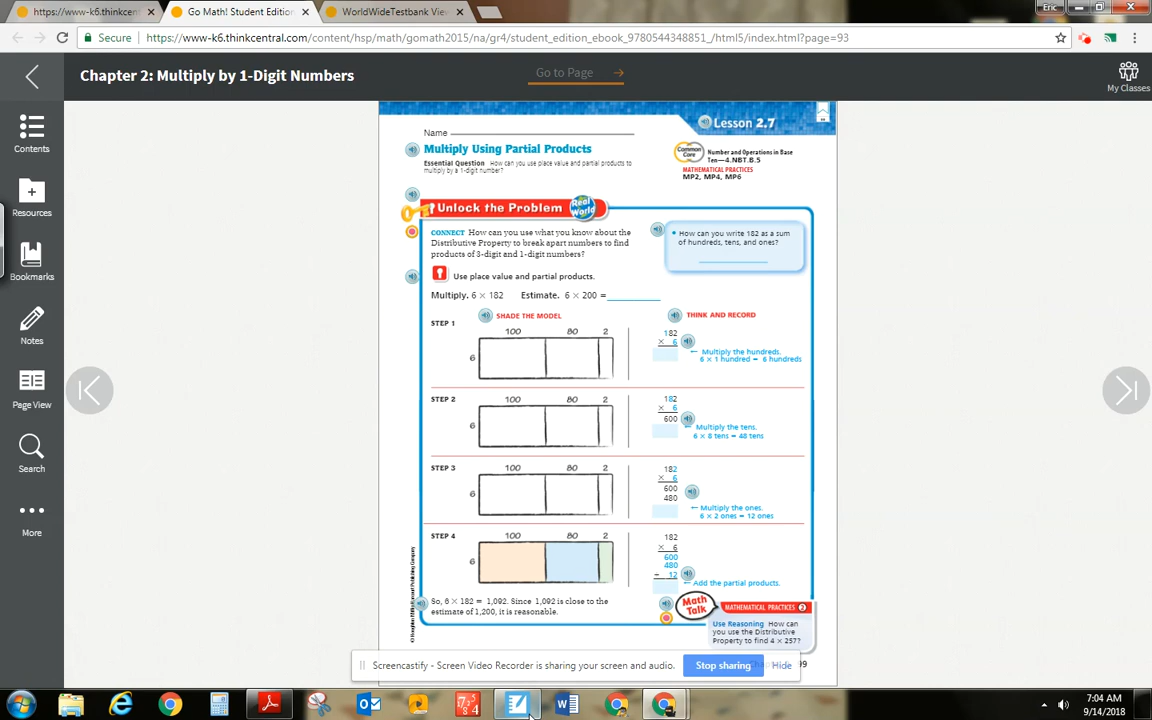 https://www-k6.thinkcent
Go Math! Student Edition
WorldWideTestbank View
Eric
Secure
https://www-k6.thinkcentral.com/content/hsp/math/gomath2015/na/gr4/student_edition_ebook_9780544348851_/html5/index.html?page=93
Chapter 2: Multiply by 1-Digit Numbers
Go to Page →
My Classes
Contents
Resources
Bookmarks
Notes
Page View
Search
More
Lesson 2.7
Name
Multiply Using Partial Products
Essential Question How can you use place value and partial products to
multiply by a 1-digit number?
Common Core
Number and Operations in Base
Ten—4.NBT.B.5
MATHEMATICAL PRACTICES
MP2, MP4, MP6
Unlock the Problem
Real World
CONNECT How can you use what you know about the
Distributive Property to break apart numbers to find
products of 3-digit and 1-digit numbers?
• How can you write 182 as a sum
of hundreds, tens, and ones?
Use place value and partial products.
Multiply. 6 × 182 Estimate. 6 × 200 =
SHADE THE MODEL
THINK AND RECORD
STEP 1
100 80 2
6
182
× 6
← Multiply the hundreds.
6 × 1 hundred = 6 hundreds
STEP 2
100 80 2
6
182
× 6
600
← Multiply the tens.
6 × 8 tens = 48 tens
STEP 3
100 80 2
6
182
× 6
600
480
← Multiply the ones.
6 × 2 ones = 12 ones
STEP 4
100 80 2
6
182
× 6
600
480
+ 12
← Add the partial products.
So, 6 × 182 = 1,092. Since 1,092 is close to the
estimate of 1,200, it is reasonable.
Math Talk
MATHEMATICAL PRACTICES 2
Use Reasoning How can
you use the Distributive
Property to find 4 × 257?
© Houghton Mifflin Harcourt Publishing Company
Screencastify - Screen Video Recorder is sharing your screen and audio.
Stop sharing
Hide
99
7:04 AM
9/14/2018